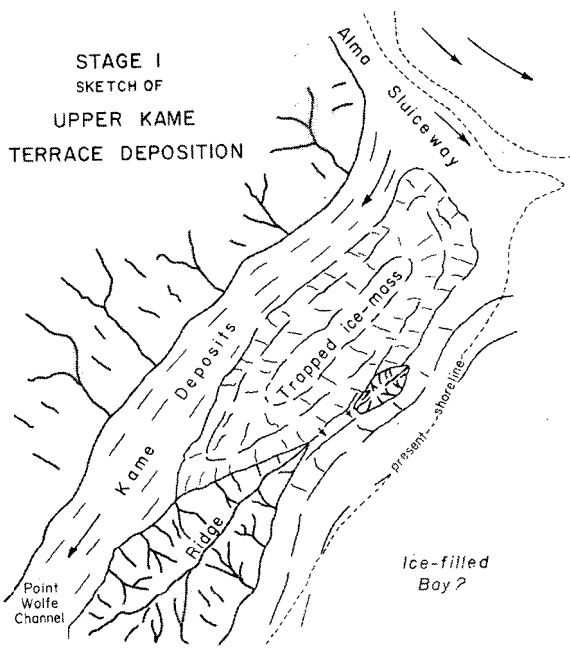 STAGE I
SKETCH OF
UPPER KAME
TERRACE DEPOSITION
Alma
Sluiceway
Trapped ice-mass
Kame Deposits
present shoreline
Ridge
Ice-filled
Bay?
Point
Wolfe
Channel